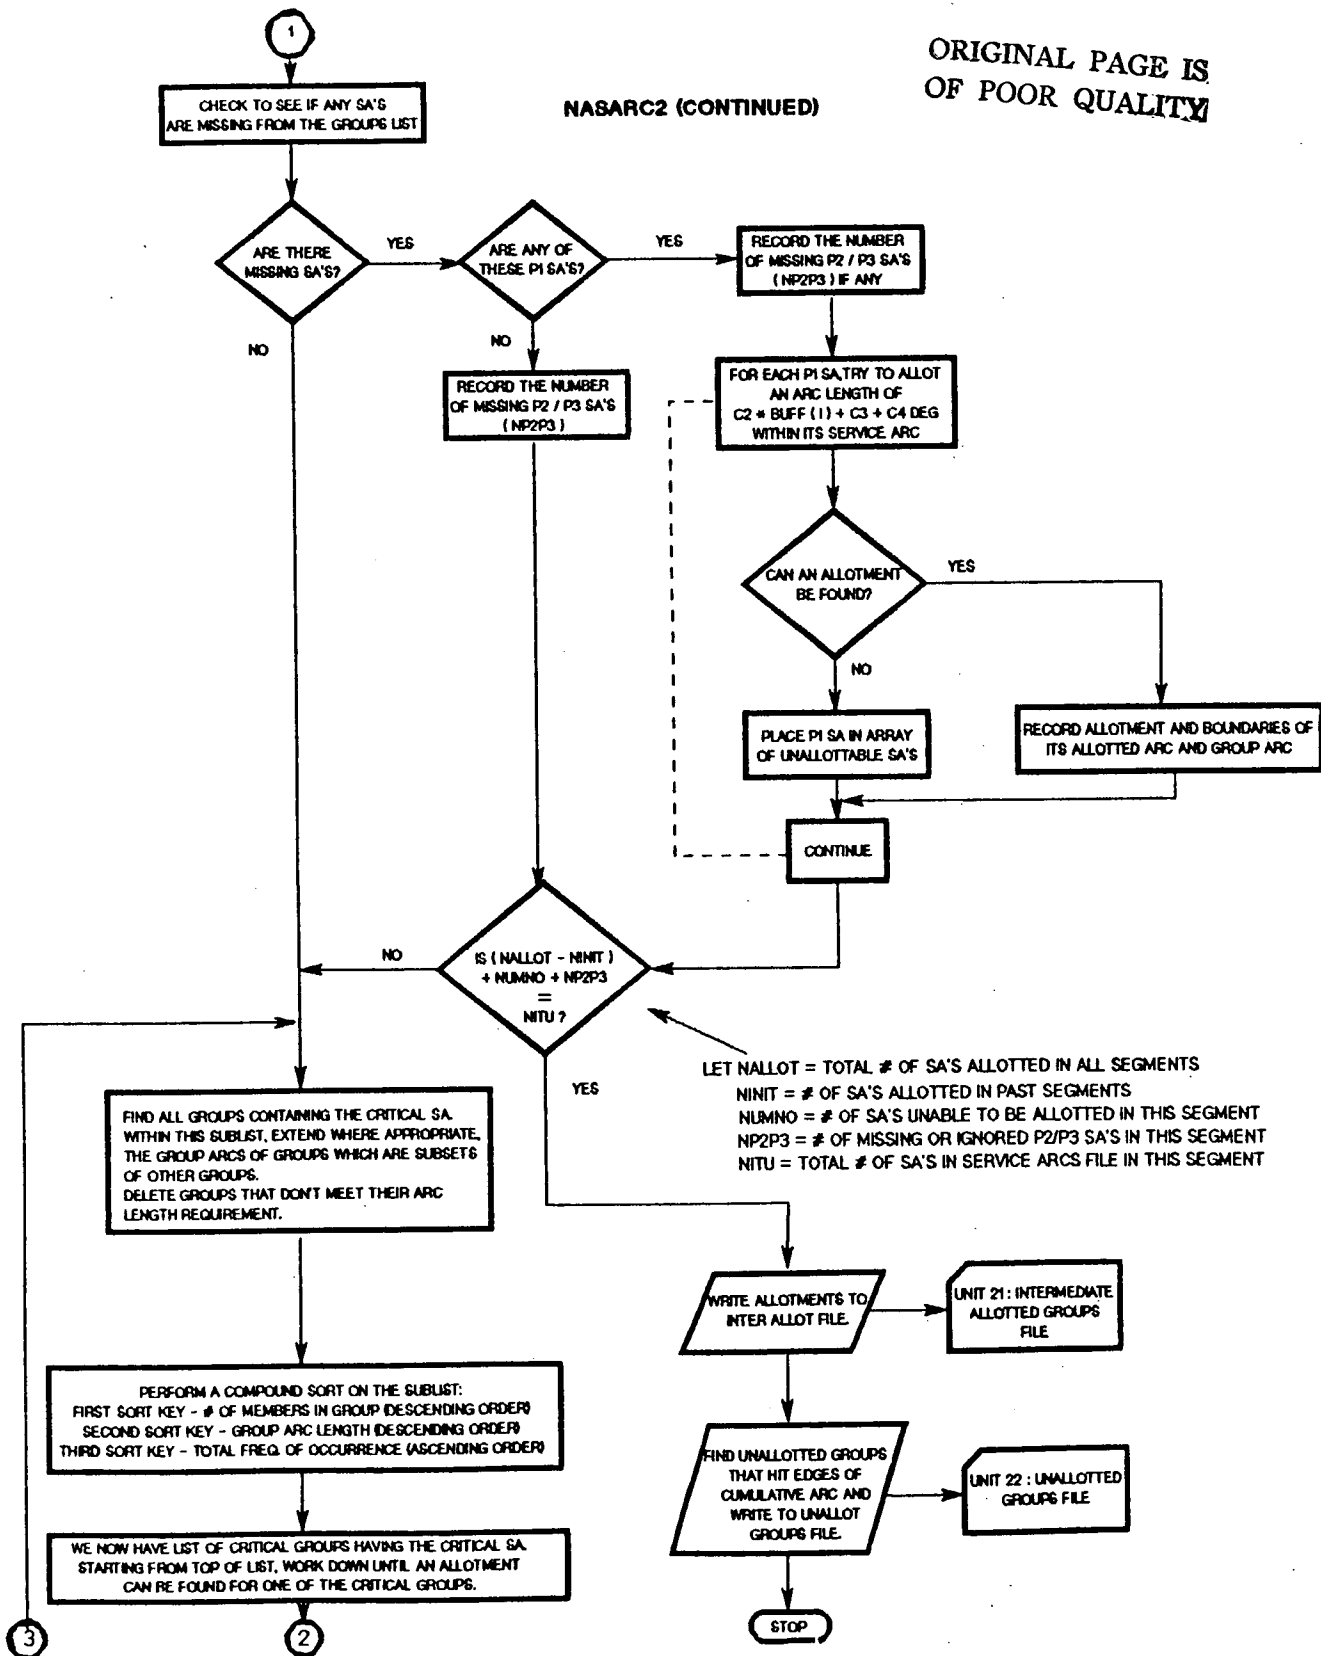 1
ORIGINAL PAGE IS
OF POOR QUALITY
NASARC2 (CONTINUED)
CHECK TO SEE IF ANY SA'S
ARE MISSING FROM THE GROUPS LIST
ARE THERE
MISSING SA'S?
YES
NO
ARE ANY OF
THESE P1 SA'S?
YES
NO
RECORD THE NUMBER
OF MISSING P2 / P3 SA'S
( NP2P3 ) IF ANY
RECORD THE NUMBER
OF MISSING P2 / P3 SA'S
( NP2P3 )
FOR EACH P1 SA, TRY TO ALLOT
AN ARC LENGTH OF
C2 * BUFF ( I ) + C3 + C4 DEG
WITHIN ITS SERVICE ARC
CAN AN ALLOTMENT
BE FOUND?
YES
NO
PLACE P1 SA IN ARRAY
OF UNALLOTTABLE SA'S
RECORD ALLOTMENT AND BOUNDARIES OF
ITS ALLOTTED ARC AND GROUP ARC
CONTINUE
IS ( NALLOT - NINIT )
+ NUMNO + NP2P3
=
NITU ?
NO
YES
LET NALLOT = TOTAL # OF SA'S ALLOTTED IN ALL SEGMENTS
NINIT = # OF SA'S ALLOTTED IN PAST SEGMENTS
NUMNO = # OF SA'S UNABLE TO BE ALLOTTED IN THIS SEGMENT
NP2P3 = # OF MISSING OR IGNORED P2/P3 SA'S IN THIS SEGMENT
NITU = TOTAL # OF SA'S IN SERVICE ARCS FILE IN THIS SEGMENT
FIND ALL GROUPS CONTAINING THE CRITICAL SA.
WITHIN THIS SUBLIST, EXTEND WHERE APPROPRIATE,
THE GROUP ARCS OF GROUPS WHICH ARE SUBSETS
OF OTHER GROUPS.
DELETE GROUPS THAT DON'T MEET THEIR ARC
LENGTH REQUIREMENT.
WRITE ALLOTMENTS TO
INTER ALLOT FILE.
UNIT 21 : INTERMEDIATE
ALLOTTED GROUPS
FILE
PERFORM A COMPOUND SORT ON THE SUBLIST:
FIRST SORT KEY - # OF MEMBERS IN GROUP (DESCENDING ORDER)
SECOND SORT KEY - GROUP ARC LENGTH (DESCENDING ORDER)
THIRD SORT KEY - TOTAL FREQ. OF OCCURRENCE (ASCENDING ORDER)
FIND UNALLOTTED GROUPS
THAT HIT EDGES OF
CUMULATIVE ARC AND
WRITE TO UNALLOT
GROUPS FILE.
UNIT 22 : UNALLOTTED
GROUPS FILE
WE NOW HAVE LIST OF CRITICAL GROUPS HAVING THE CRITICAL SA.
STARTING FROM TOP OF LIST, WORK DOWN UNTIL AN ALLOTMENT
CAN RE FOUND FOR ONE OF THE CRITICAL GROUPS.
3
2
STOP